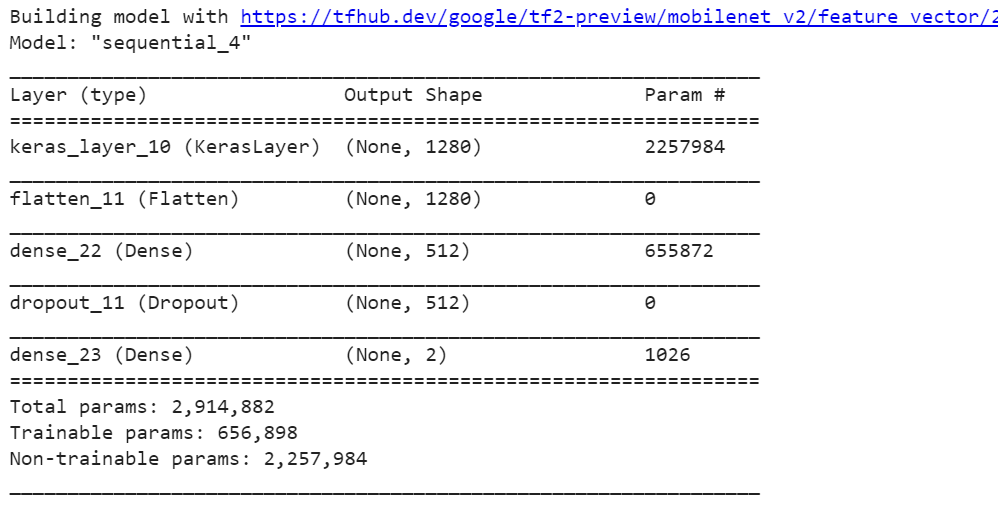 Building model with https://tfhub.dev/google/tf2-preview/mobilenet_v2/feature_vector/2
Model: "sequential_4"
_________________________________________________________________
Layer (type)                 Output Shape              Param #
=================================================================
keras_layer_10 (KerasLayer)  (None, 1280)              2257984
_________________________________________________________________
flatten_11 (Flatten)         (None, 1280)              0
_________________________________________________________________
dense_22 (Dense)             (None, 512)               655872
_________________________________________________________________
dropout_11 (Dropout)         (None, 512)               0
_________________________________________________________________
dense_23 (Dense)             (None, 2)                 1026
=================================================================
Total params: 2,914,882
Trainable params: 656,898
Non-trainable params: 2,257,984
_________________________________________________________________